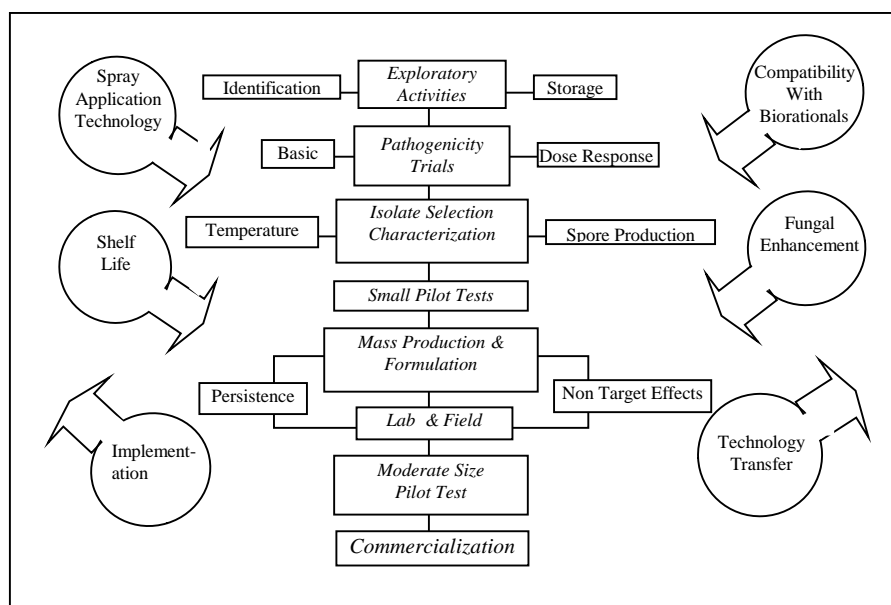 Spray
Application
Technology
Identification
Exploratory
Activities
Storage
Compatibility
With
Biorationals
Basic
Pathogenicity
Trials
Dose Response
Shelf
Life
Temperature
Isolate Selection
Characterization
Spore Production
Fungal
Enhancement
Small Pilot Tests
Mass Production &
Formulation
Persistence
Non Target Effects
Lab & Field
Implement-
ation
Technology
Transfer
Moderate Size
Pilot Test
Commercialization